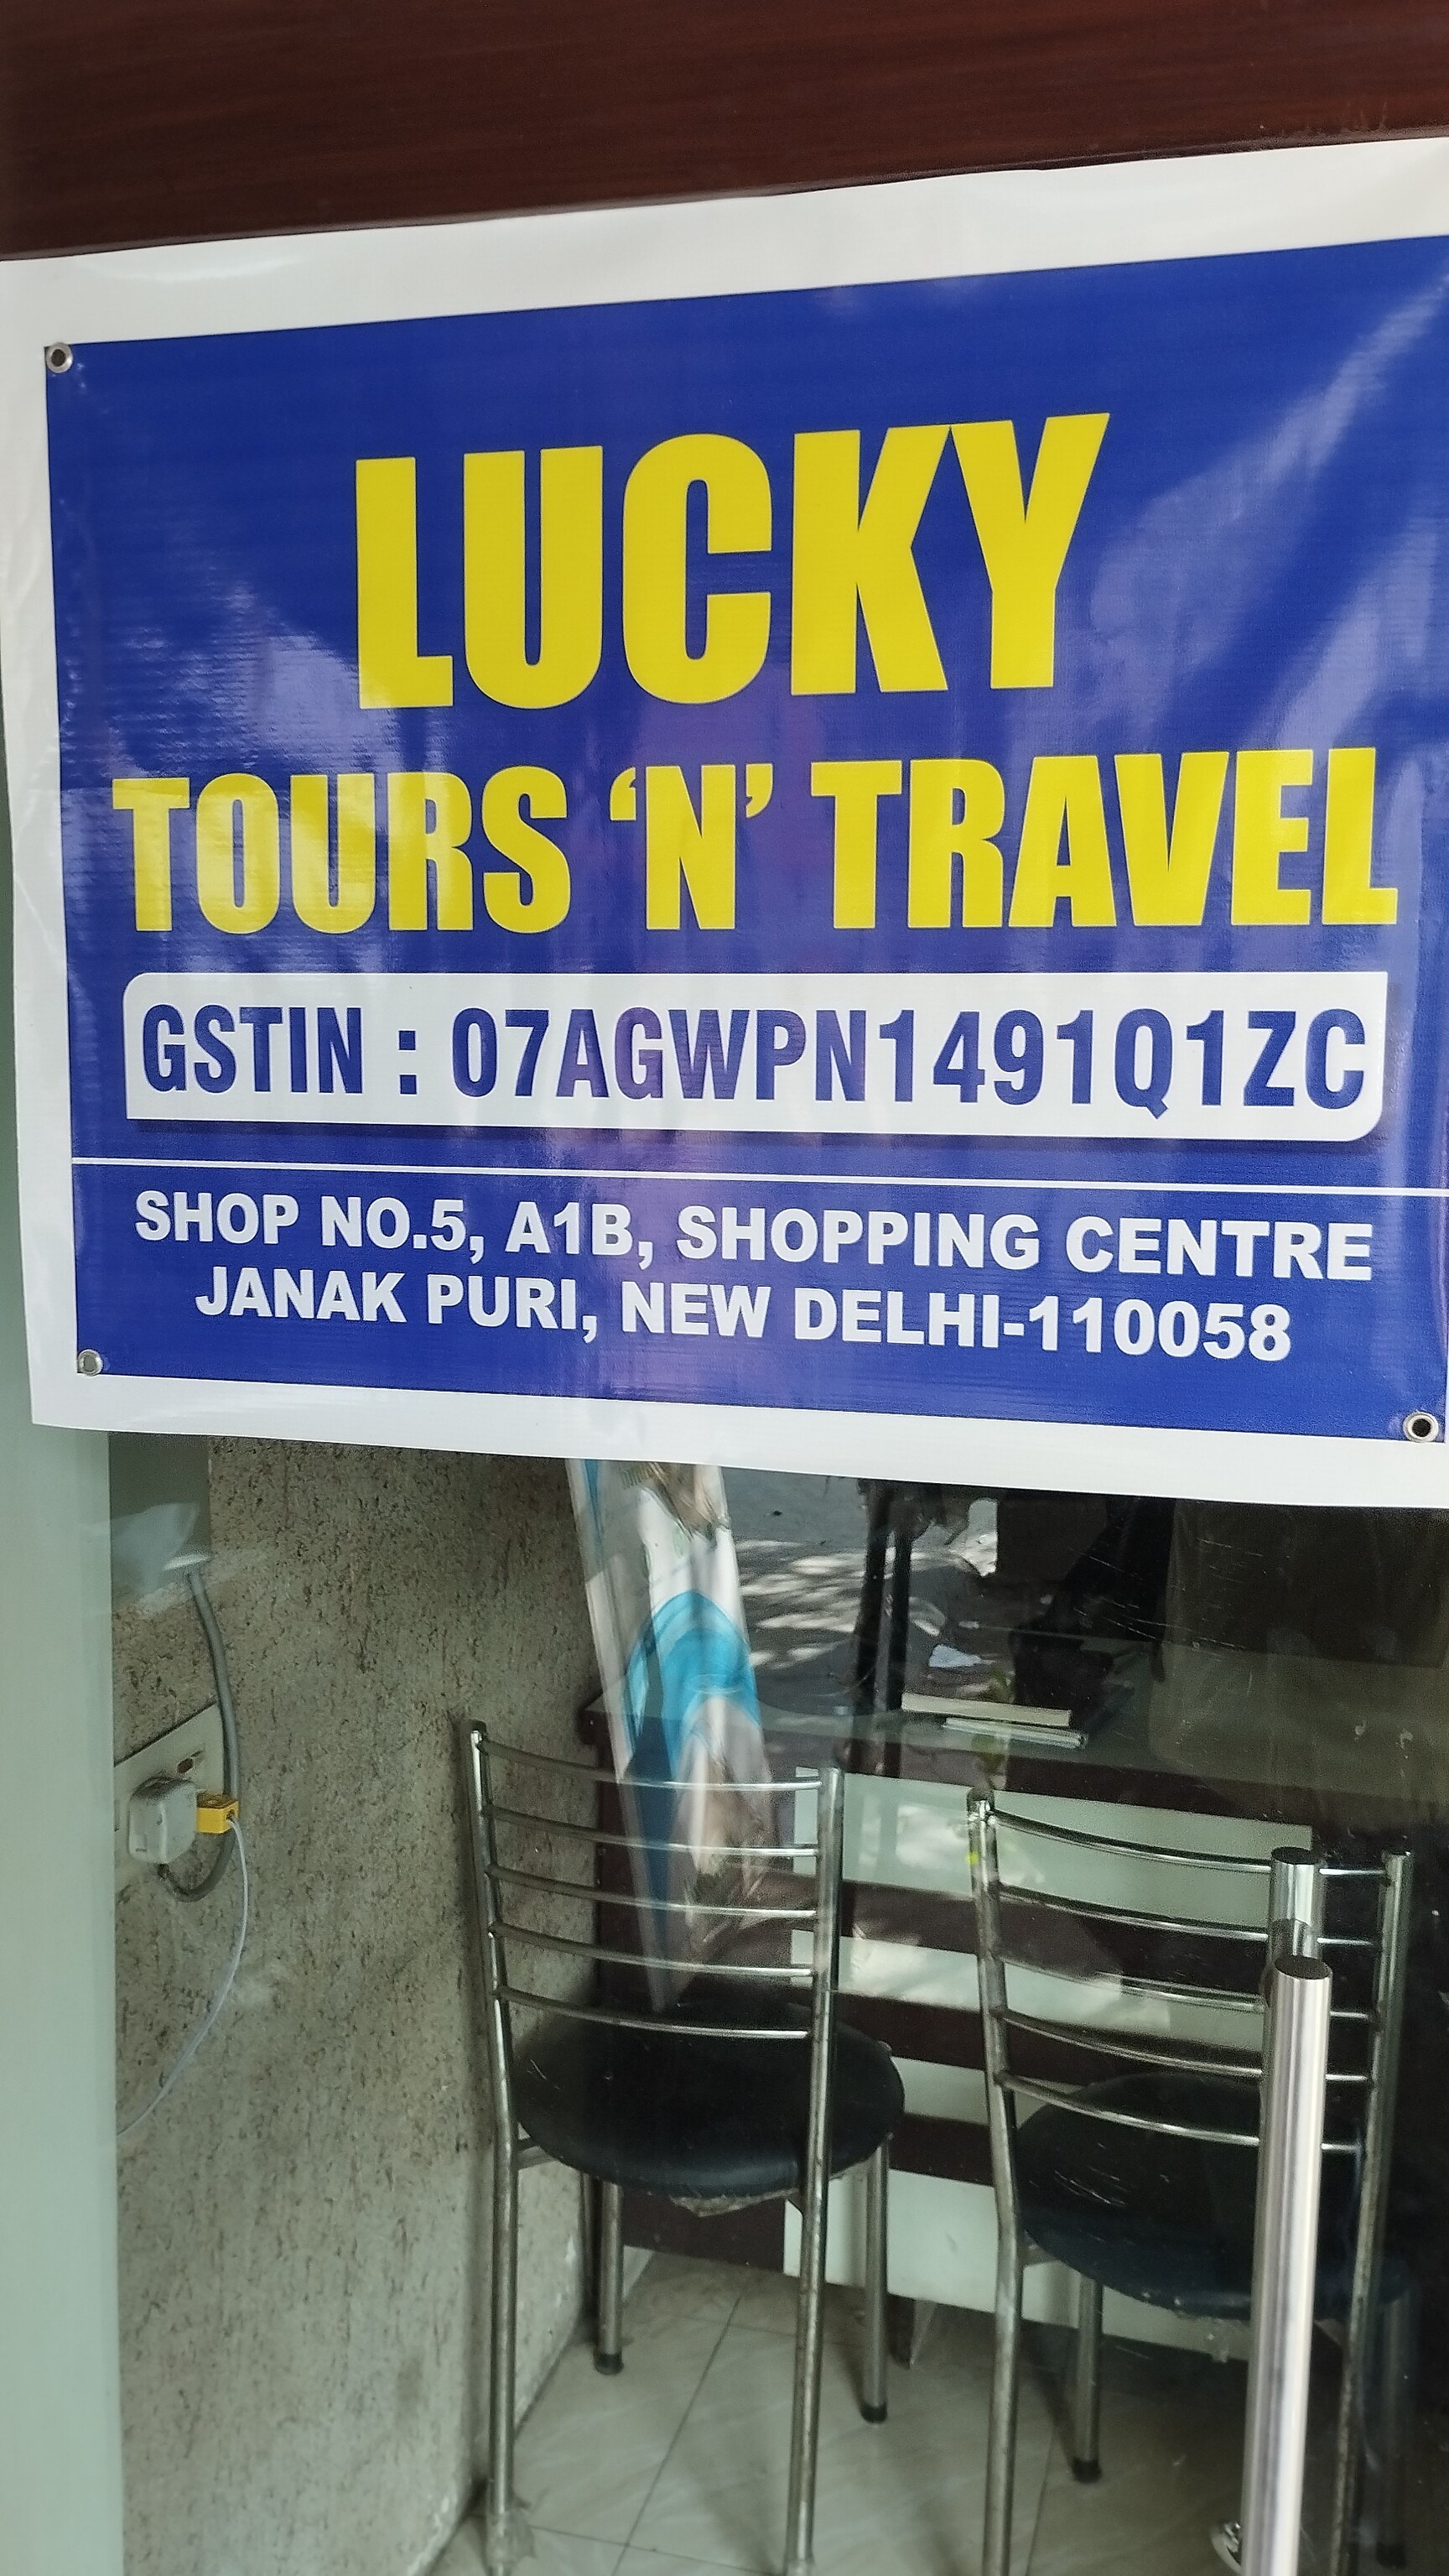 LUCKY
TOURS ‘N’ TRAVEL
GSTIN : 07AGWPN1491Q1ZC
SHOP NO.5, A1B, SHOPPING CENTRE
JANAK PURI, NEW DELHI-110058